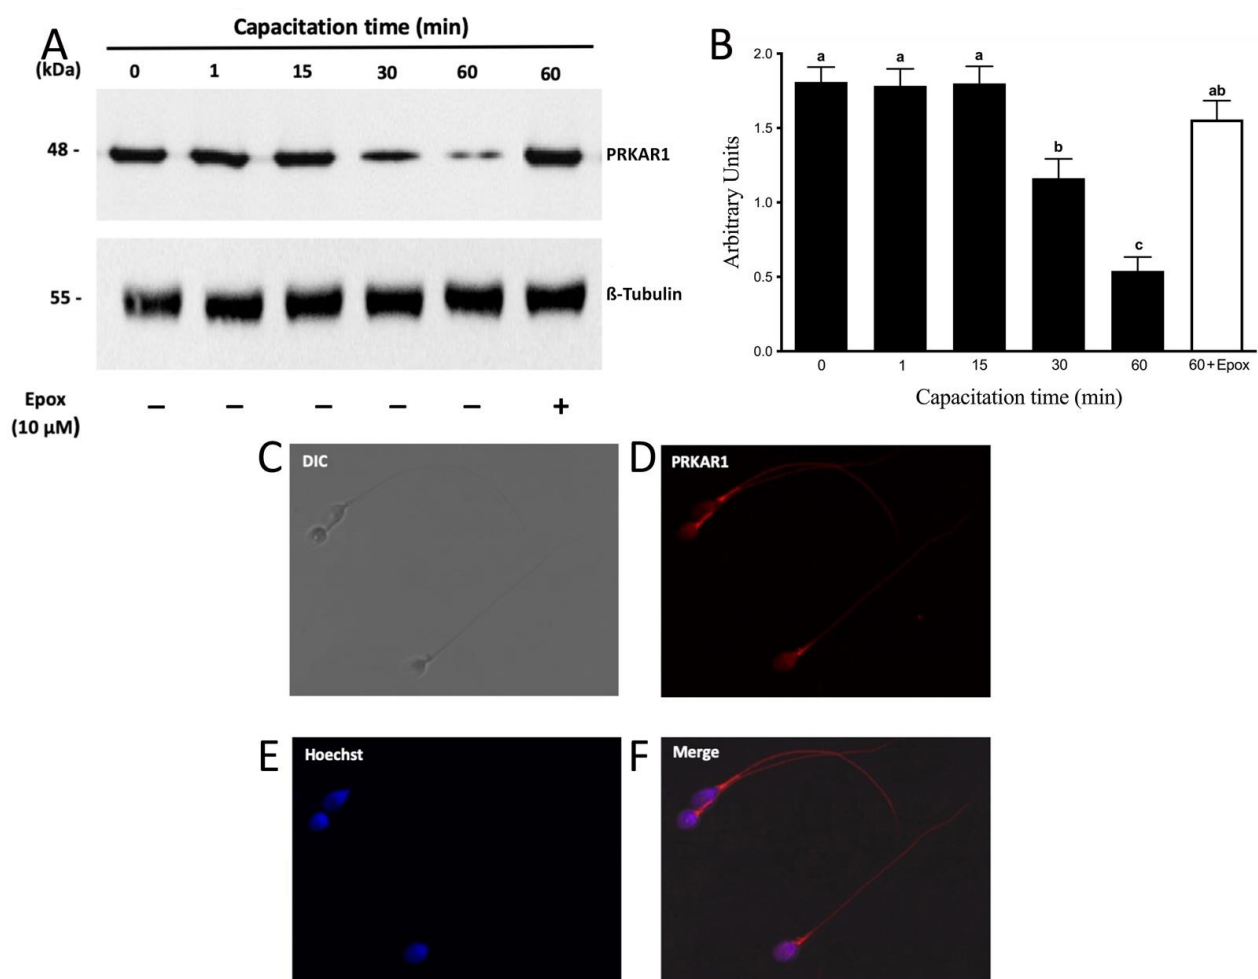 A
Capacitation time (min)
(kDa)
0 1 15 30 60 60
48 -
PRKAR1
55 -
ß-Tubulin
Epox
(10 µM)
– – – – – +
B
2.0
1.5
1.0
0.5
0.0
Arbitrary Units
a a a b c ab
0 1 15 30 60 60+Epox
Capacitation time (min)
C
DIC
D
PRKAR1
E
Hoechst
F
Merge